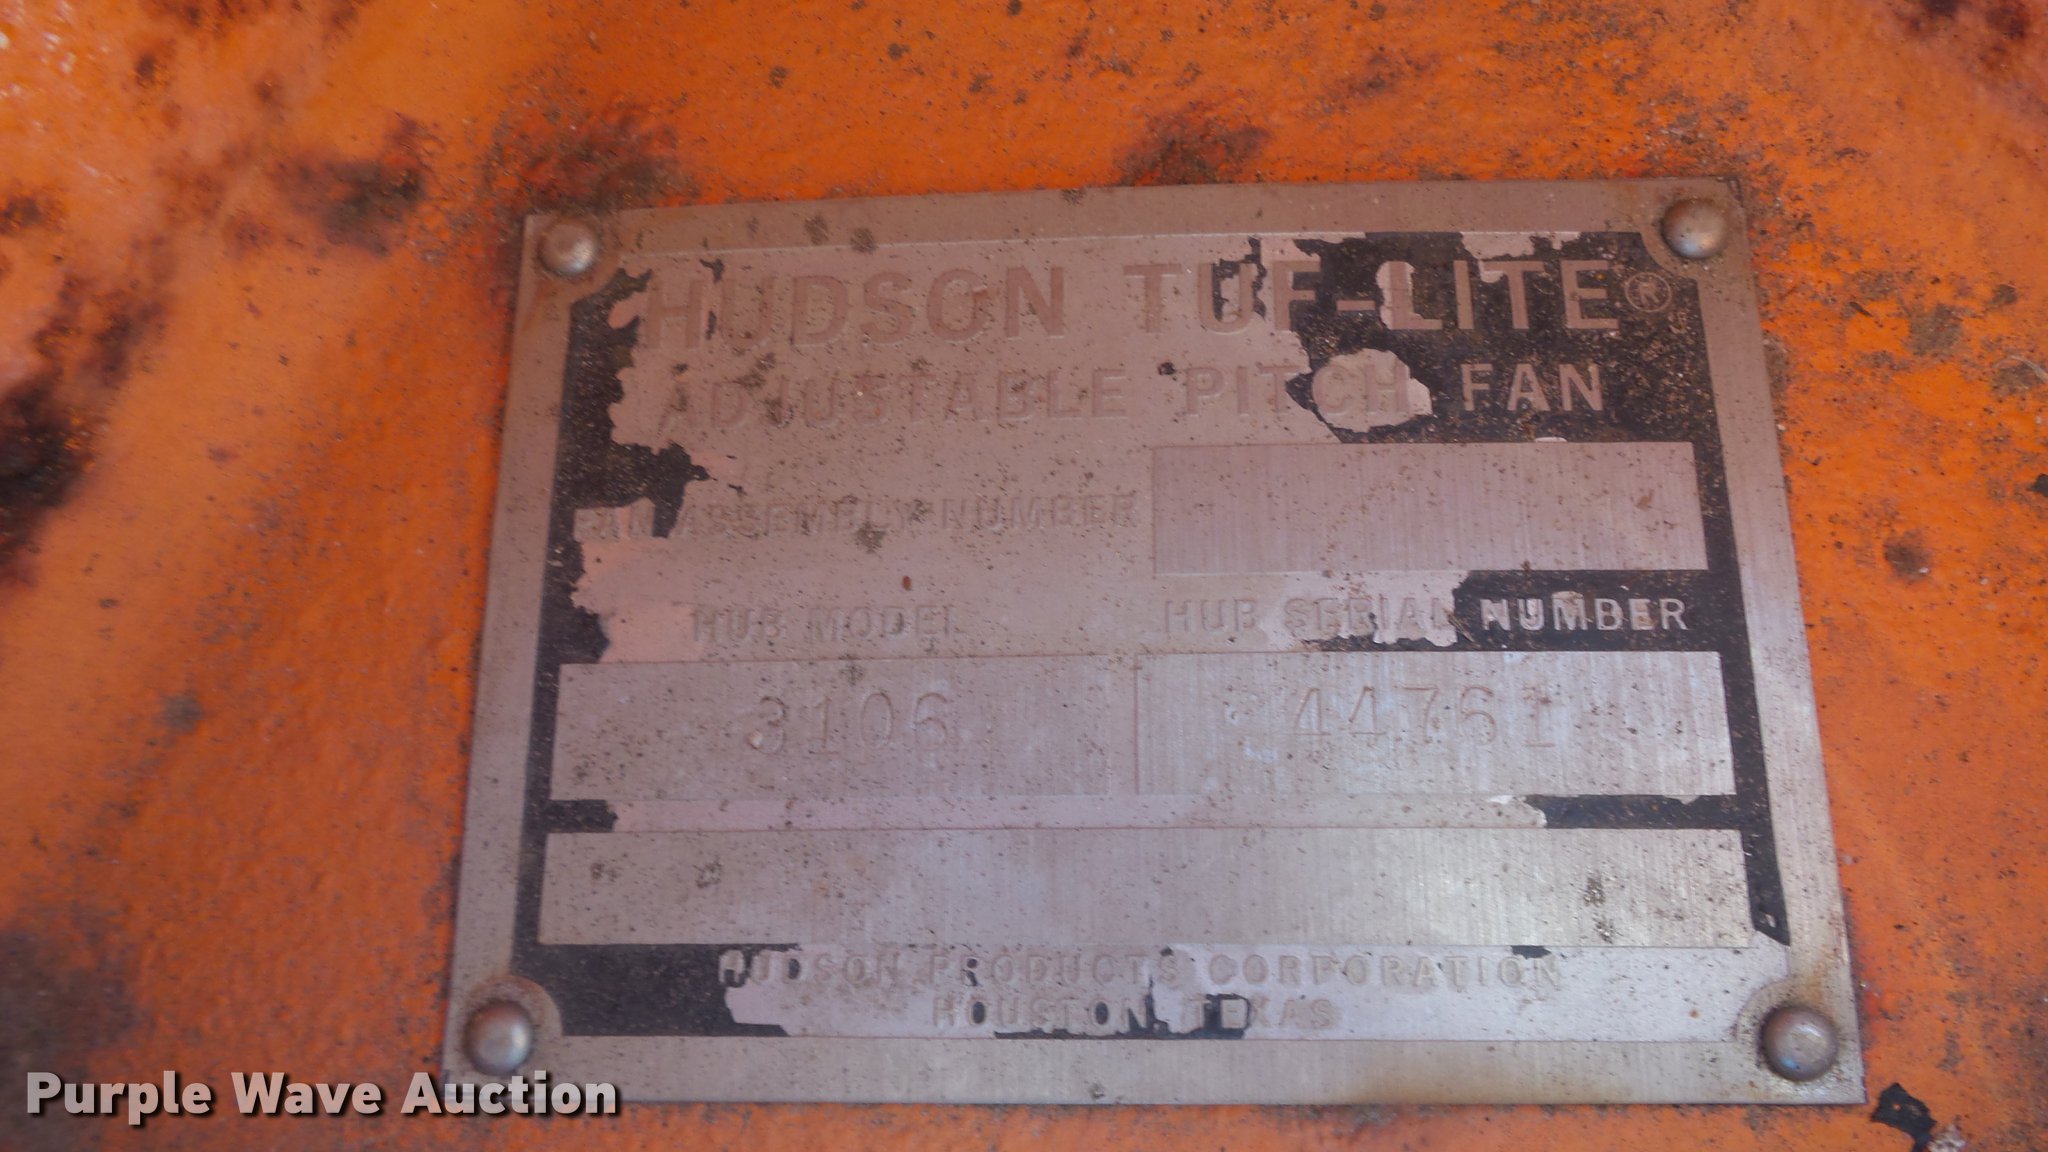 HUDSON TUF-LITE®
ADJUSTABLE PITCH FAN
FAN ASSEMBLY NUMBER
HUB MODEL HUB SERIAL NUMBER
3106 44761
HUDSON PRODUCTS CORPORATION
HOUSTON, TEXAS
Purple Wave Auction